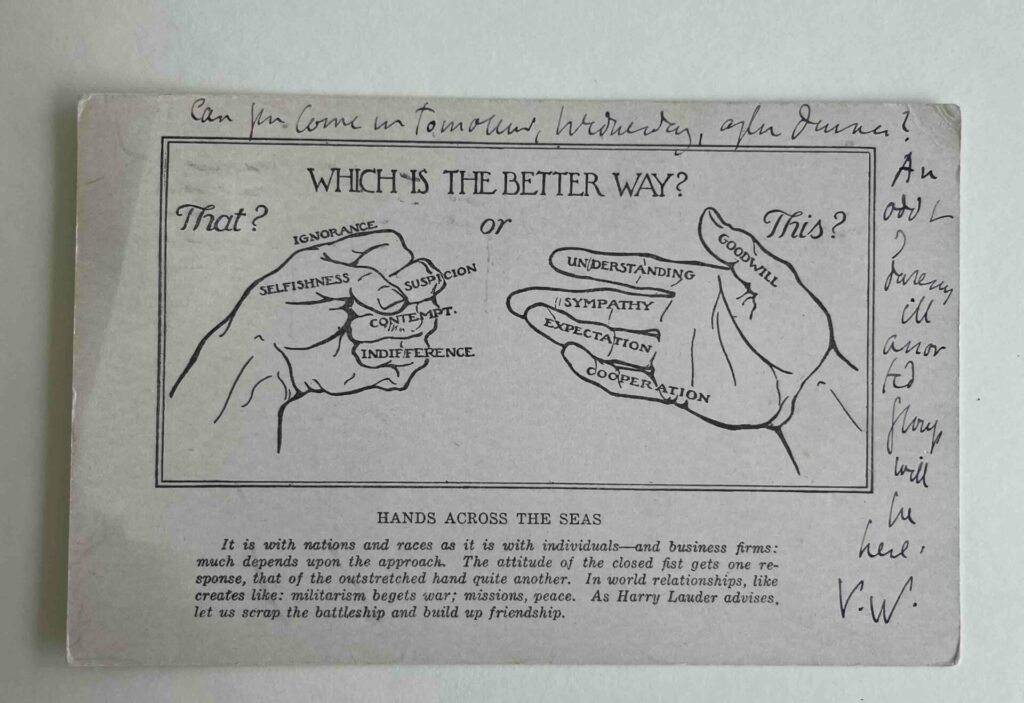 Can you come in tomorrow, Wednesday, after dinner?
WHICH IS THE BETTER WAY?
That?
or
This?
IGNORANCE
SELFISHNESS
SUSPICION
CONTEMPT.
INDIFFERENCE
GOODWILL
UNDERSTANDING
SYMPATHY
EXPECTATION
COOPERATION
An
odd &
ill
assor
ted
group
will
be
here.
V.W.
HANDS ACROSS THE SEAS
It is with nations and races as it is with individuals—and business firms:
much depends upon the approach. The attitude of the closed fist gets one re-
sponse, that of the outstretched hand quite another. In world relationships, like
creates like: militarism begets war; missions, peace. As Harry Lauder advises,
let us scrap the battleship and build up friendship.